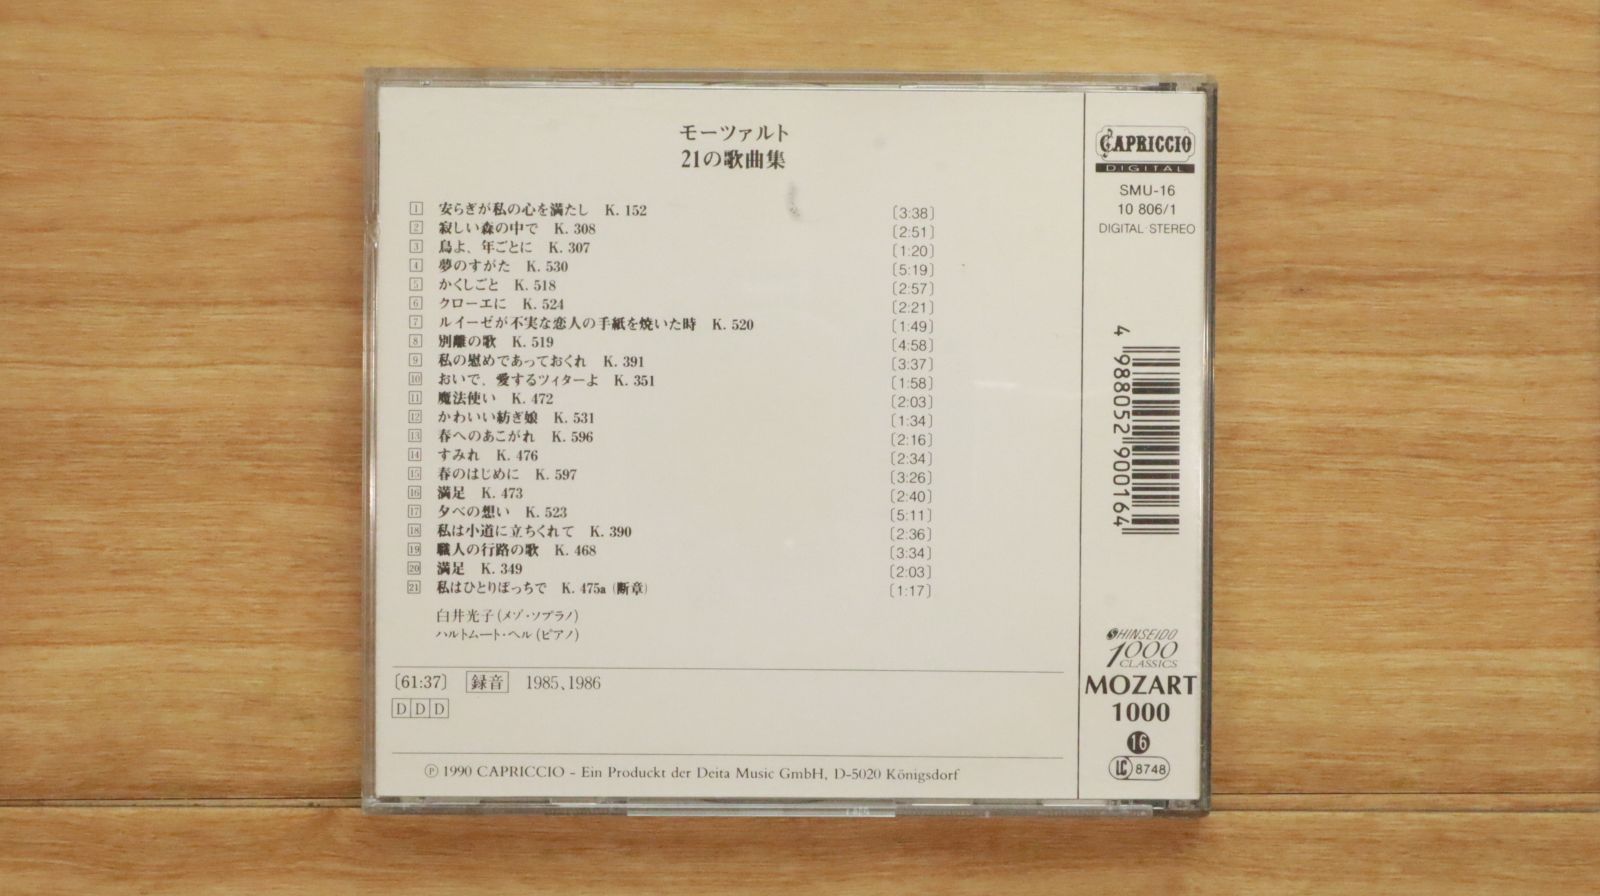 モーツァルト
21の歌曲集
1 安らぎが私の心を満たし K. 152 [3:38]
2 寂しい森の中で K. 308 [2:51]
3 鳥よ、年ごとに K. 307 [1:20]
4 夢のすがた K. 530 [5:19]
5 かくしごと K. 518 [2:57]
6 クローエに K. 524 [2:21]
7 ルイーゼが不実な恋人の手紙を焼いた時 K. 520 [1:49]
8 別離の歌 K. 519 [4:58]
9 私の慰めであっておくれ K. 391 [3:37]
10 おいで、愛するツィターよ K. 351 [1:58]
11 魔法使い K. 472 [2:03]
12 かわいい紡ぎ娘 K. 531 [1:34]
13 春へのあこがれ K. 596 [2:16]
14 すみれ K. 476 [2:34]
15 春のはじめに K. 597 [3:26]
16 満足 K. 473 [2:40]
17 夕べの想い K. 523 [5:11]
18 私は小道に立ちくれて K. 390 [2:36]
19 職人の行路の歌 K. 468 [3:34]
20 満足 K. 349 [2:03]
21 私はひとりぼっちで K. 475a (断章) [1:17]
白井光子(メゾ・ソプラノ)
ハルトムート・ヘル(ピアノ)
[61:37] 録音 1985、1986
DDD
Ⓟ 1990 CAPRICCIO - Ein Produckt der Deita Music GmbH, D-5020 Königsdorf
CAPRICCIO
DIGITAL
SMU-16
10 806/1
DIGITAL·STEREO
4 988052 900164
SHINSEIDO
1000
CLASSICS
MOZART
1000
16
LC 8748